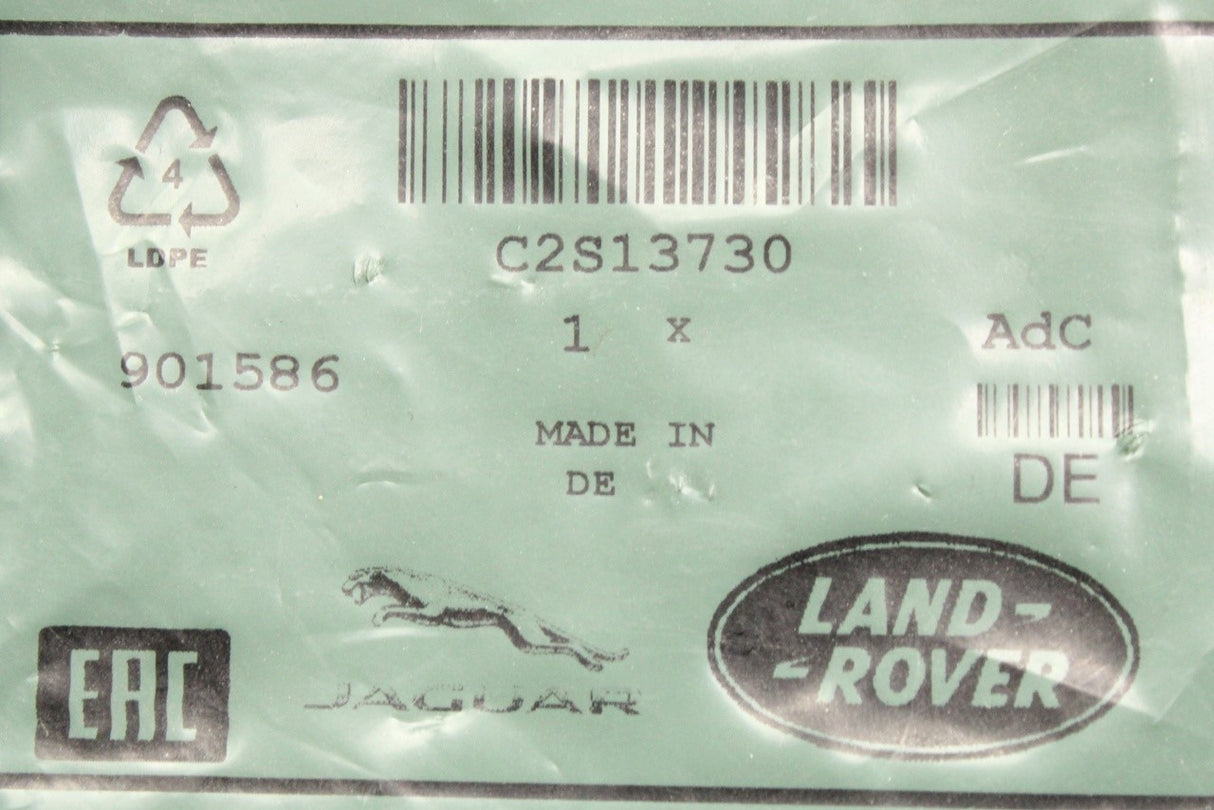 4
LDPE
C2S13730
1 X
901586
AdC
MADE IN
DE
DE
EAC
JAGUAR
LAND-
-ROVER